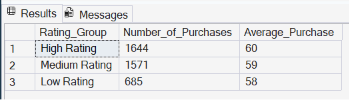 Results Messages
Rating_Group Number_of_Purchases Average_Purchase
1 High Rating 1644 60
2 Medium Rating 1571 59
3 Low Rating 685 58